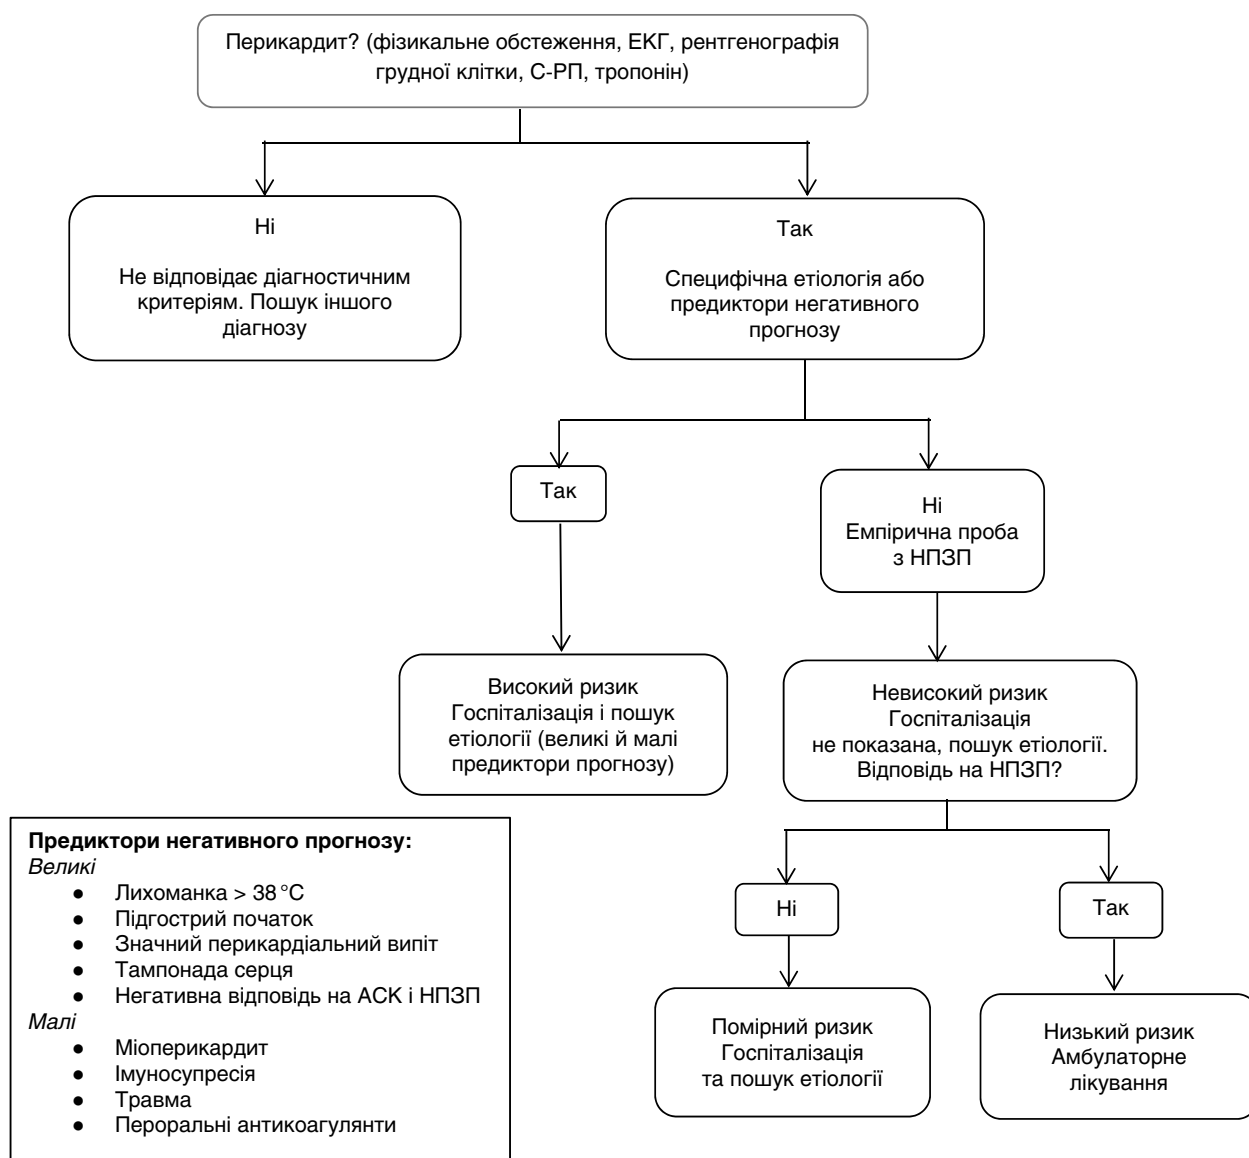 Перикардит? (фізикальне обстеження, ЕКГ, рентгенографія
грудної клітки, С-РП, тропонін)
Ні
Не відповідає діагностичним
критеріям. Пошук іншого
діагнозу
Так
Специфічна етіологія або
предиктори негативного
прогнозу
Так
Ні
Емпірична проба
з НПЗП
Високий ризик
Госпіталізація і пошук
етіології (великі й малі
предиктори прогнозу)
Невисокий ризик
Госпіталізація
не показана, пошук етіології.
Відповідь на НПЗП?
Предиктори негативного прогнозу:
Великі
● Лихоманка > 38 °С
● Підгострий початок
● Значний перикардіальний випіт
● Тампонада серця
● Негативна відповідь на АСК і НПЗП
Малі
● Міоперикардит
● Імуносупресія
● Травма
● Пероральні антикоагулянти
Ні
Так
Помірний ризик
Госпіталізація
та пошук етіології
Низький ризик
Амбулаторне
лікування